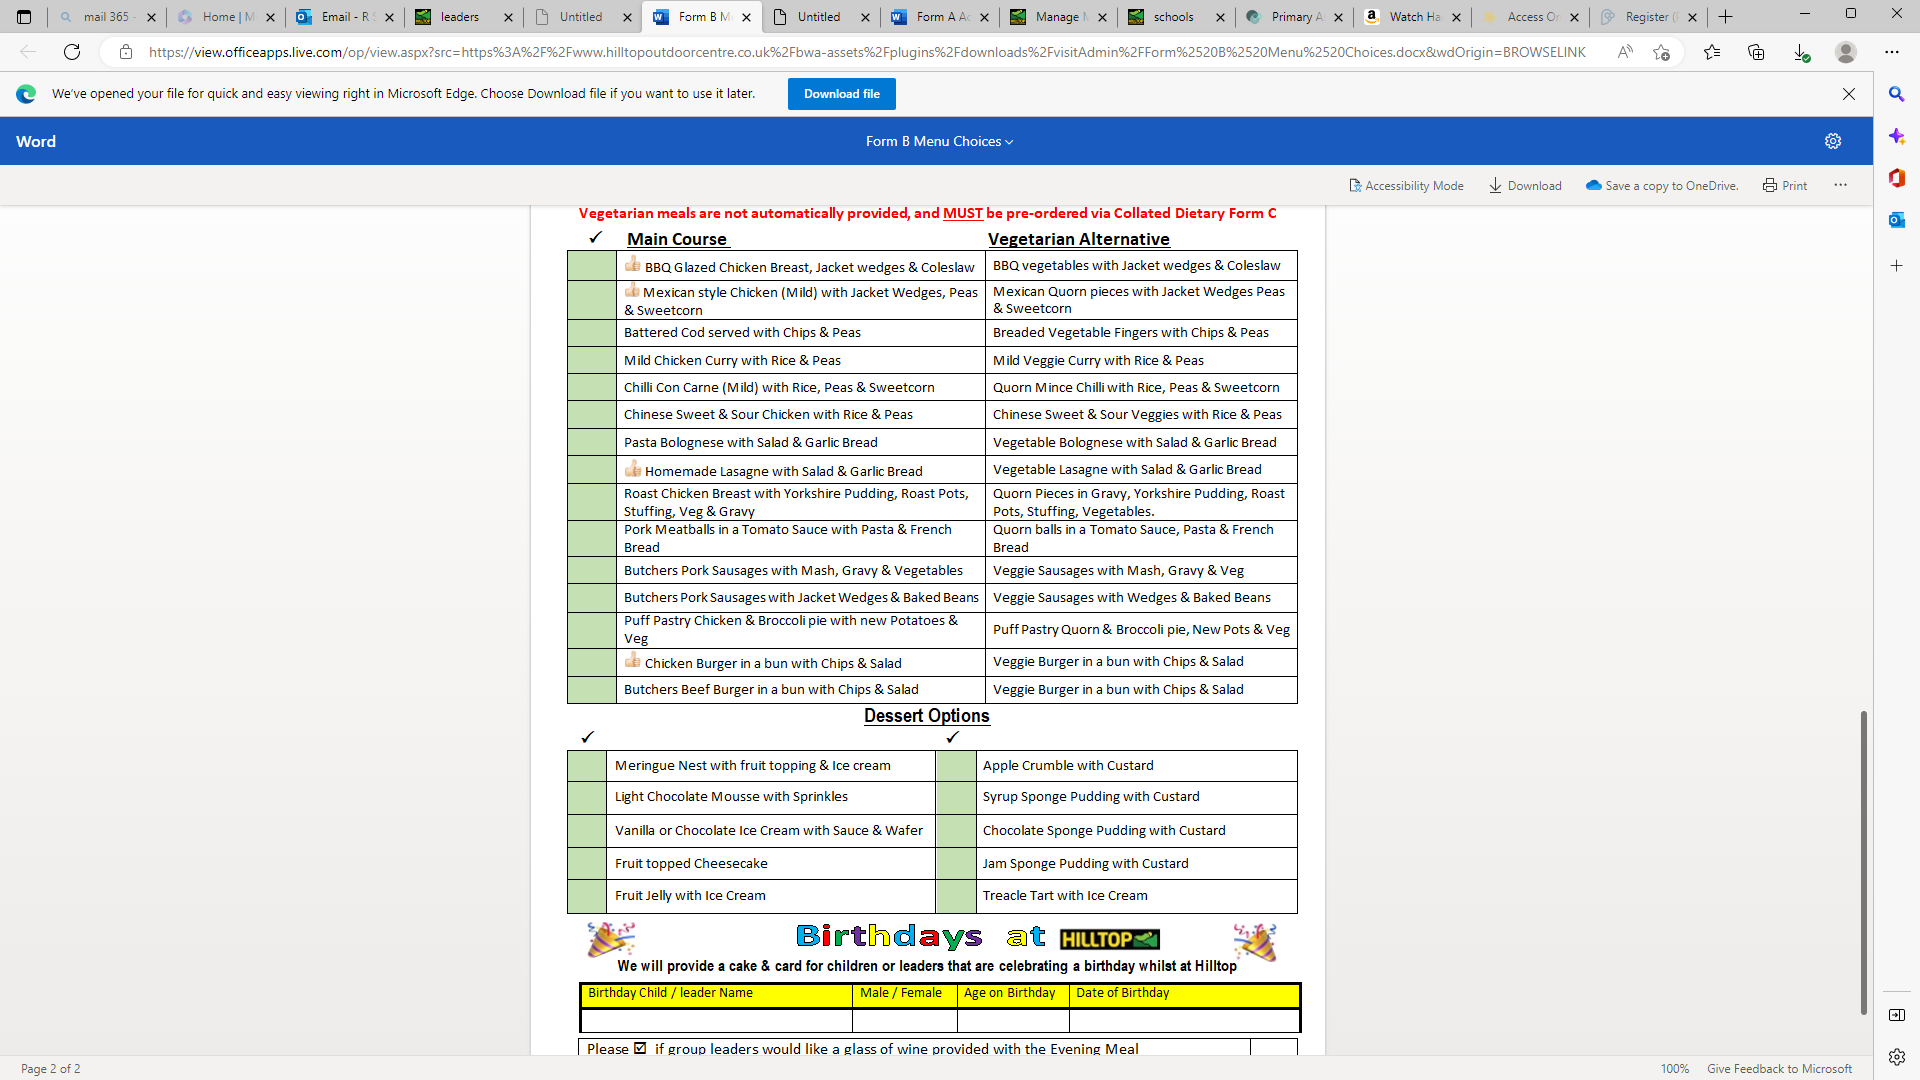 mail 365 -
Home | M
Email - R S
leaders
Untitled
Form B Me
Untitled
Form A Ac
Manage M
schools
Primary A
Watch Ha
Access Or
Register (
https://view.officeapps.live.com/op/view.aspx?src=https%3A%2F%2Fwww.hilltopoutdoorcentre.co.uk%2Fbwa-assets%2Fplugins%2Fdownloads%2FvisitAdmin%2FForm%2520B%2520Menu%2520Choices.docx&wdOrigin=BROWSELINK
We've opened your file for quick and easy viewing right in Microsoft Edge. Choose Download file if you want to use it later.
Download file
Word
Form B Menu Choices
Accessibility Mode
Download
Save a copy to OneDrive.
Print
Vegetarian meals are not automatically provided, and MUST be pre-ordered via Collated Dietary Form C
✓ Main Course Vegetarian Alternative
BBQ Glazed Chicken Breast, Jacket wedges & Coleslaw
BBQ vegetables with Jacket wedges & Coleslaw
Mexican style Chicken (Mild) with Jacket Wedges, Peas
& Sweetcorn
Mexican Quorn pieces with Jacket Wedges Peas
& Sweetcorn
Battered Cod served with Chips & Peas
Breaded Vegetable Fingers with Chips & Peas
Mild Chicken Curry with Rice & Peas
Mild Veggie Curry with Rice & Peas
Chilli Con Carne (Mild) with Rice, Peas & Sweetcorn
Quorn Mince Chilli with Rice, Peas & Sweetcorn
Chinese Sweet & Sour Chicken with Rice & Peas
Chinese Sweet & Sour Veggies with Rice & Peas
Pasta Bolognese with Salad & Garlic Bread
Vegetable Bolognese with Salad & Garlic Bread
Homemade Lasagne with Salad & Garlic Bread
Vegetable Lasagne with Salad & Garlic Bread
Roast Chicken Breast with Yorkshire Pudding, Roast Pots,
Stuffing, Veg & Gravy
Quorn Pieces in Gravy, Yorkshire Pudding, Roast
Pots, Stuffing, Vegetables.
Pork Meatballs in a Tomato Sauce with Pasta & French
Bread
Quorn balls in a Tomato Sauce, Pasta & French
Bread
Butchers Pork Sausages with Mash, Gravy & Vegetables
Veggie Sausages with Mash, Gravy & Veg
Butchers Pork Sausages with Jacket Wedges & Baked Beans
Veggie Sausages with Wedges & Baked Beans
Puff Pastry Chicken & Broccoli pie with new Potatoes &
Veg
Puff Pastry Quorn & Broccoli pie, New Pots & Veg
Chicken Burger in a bun with Chips & Salad
Veggie Burger in a bun with Chips & Salad
Butchers Beef Burger in a bun with Chips & Salad
Veggie Burger in a bun with Chips & Salad
Dessert Options
✓ ✓
Meringue Nest with fruit topping & Ice cream
Apple Crumble with Custard
Light Chocolate Mousse with Sprinkles
Syrup Sponge Pudding with Custard
Vanilla or Chocolate Ice Cream with Sauce & Wafer
Chocolate Sponge Pudding with Custard
Fruit topped Cheesecake
Jam Sponge Pudding with Custard
Fruit Jelly with Ice Cream
Treacle Tart with Ice Cream
Birthdays at HILLTOP
We will provide a cake & card for children or leaders that are celebrating a birthday whilst at Hilltop
Birthday Child / leader Name
Male / Female
Age on Birthday
Date of Birthday
Please ☑ if group leaders would like a glass of wine provided with the Evening Meal
Page 2 of 2
100%
Give Feedback to Microsoft